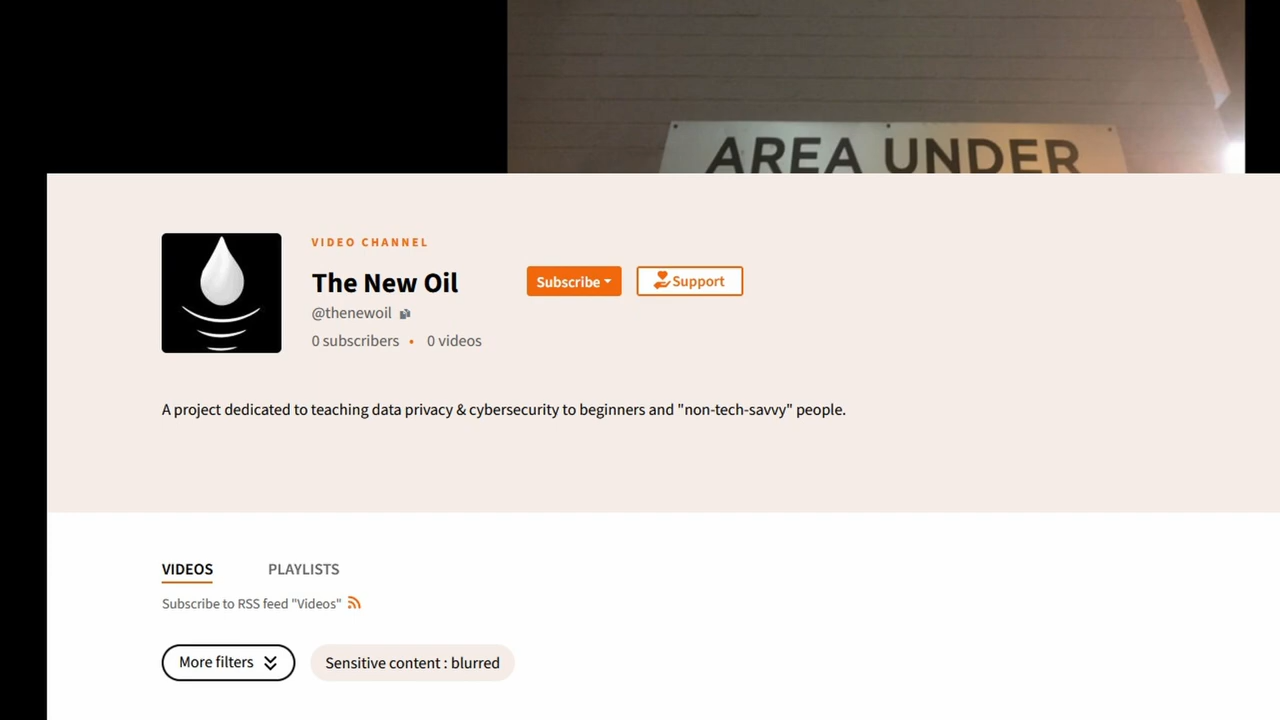 AREA UNDER
VIDEO CHANNEL
The New Oil
Subscribe
Support
@thenewoil
0 subscribers • 0 videos
A project dedicated to teaching data privacy & cybersecurity to beginners and "non-tech-savvy" people.
VIDEOS PLAYLISTS
Subscribe to RSS feed "Videos"
More filters
Sensitive content : blurred